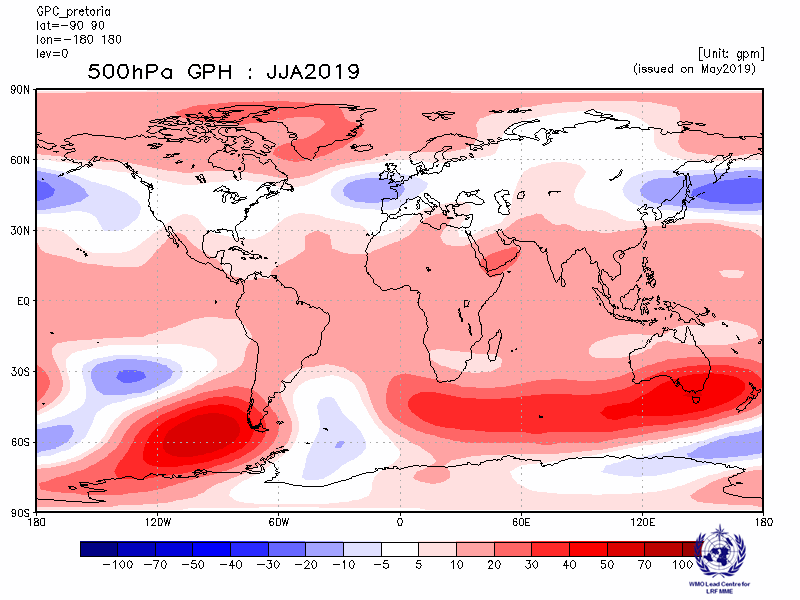 GPC_pretoria
lat=-90 90
lon=-180 180
lev=0
500hPa GPH : JJA2019
[Unit: gpm]
(issued on May2019)
90N
60N
30N
EQ
30S
60S
90S
180 120W 60W 0 60E 120E 180
-100 -70 -50 -40 -30 -20 -10 -5 5 10 20 30 40 50 70 100
WMO Lead Centre for
LRF MME